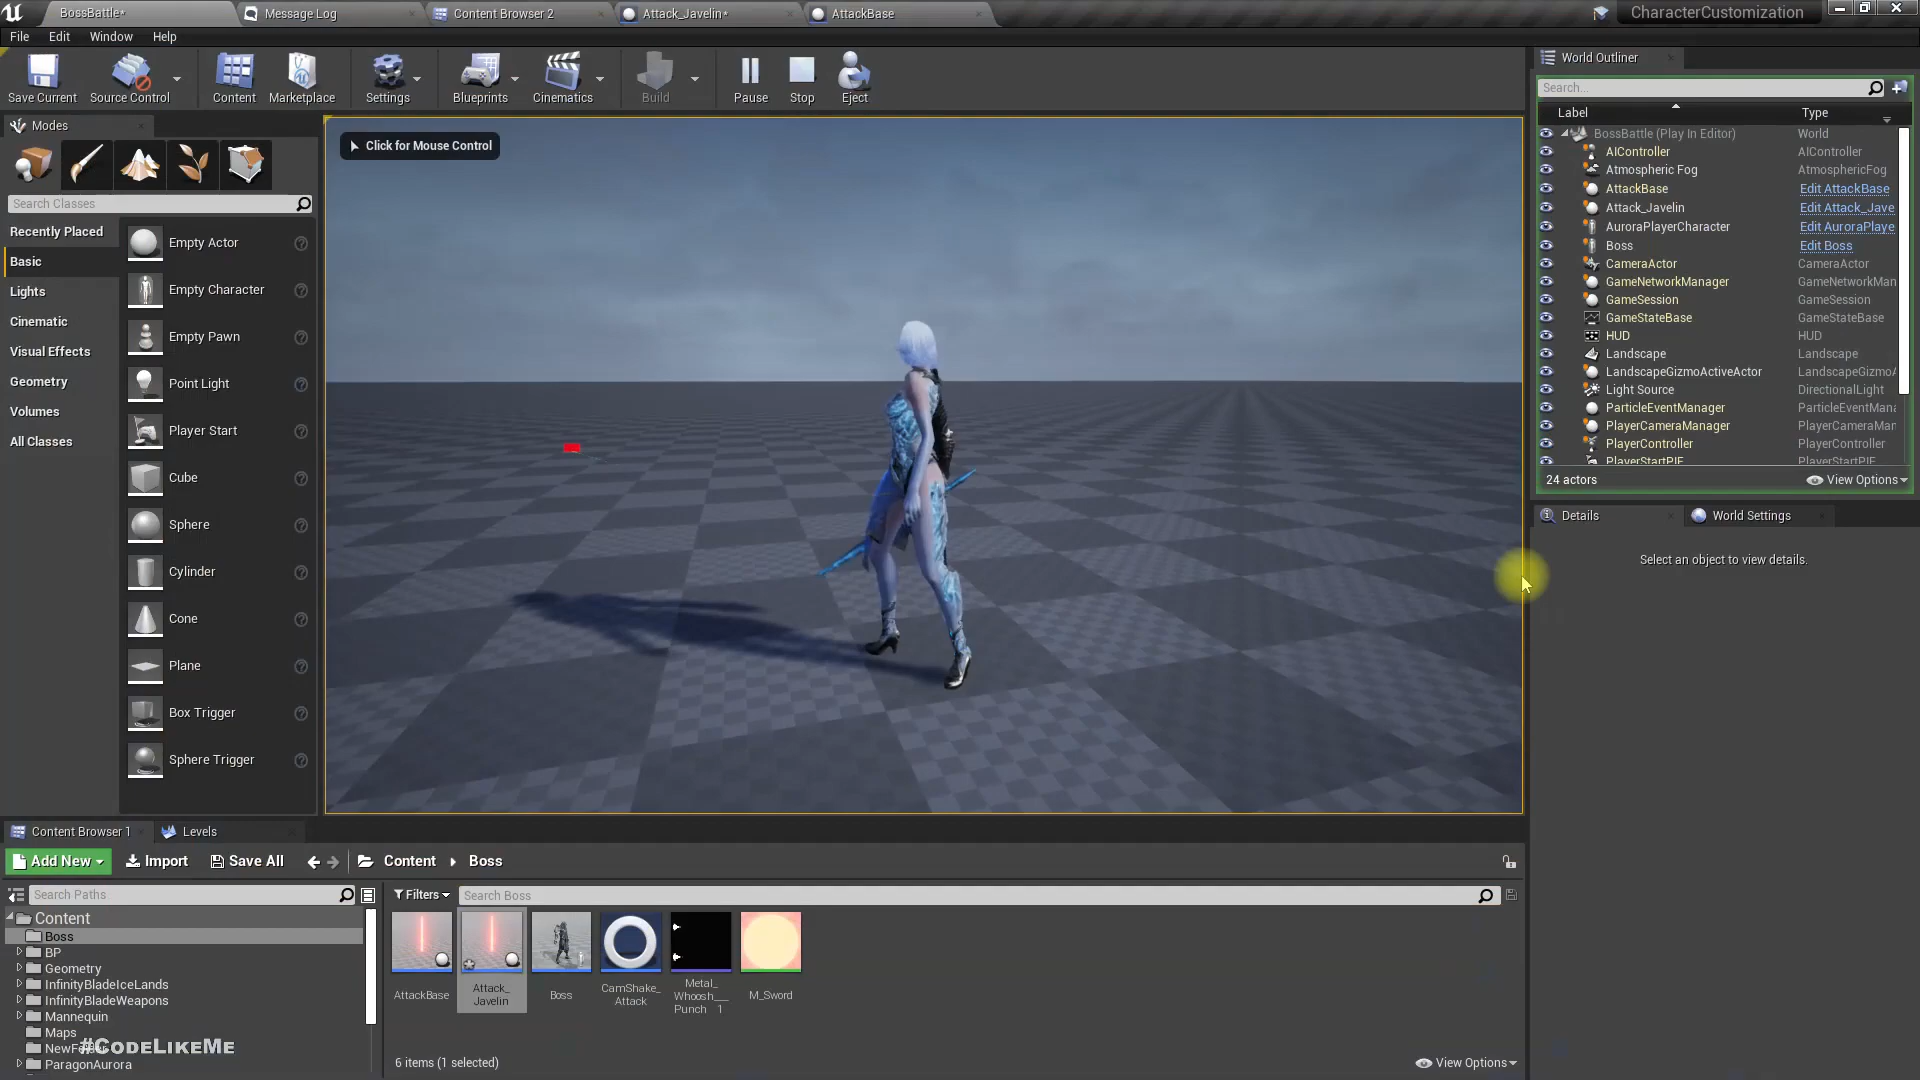 BossBattle*
Message Log
Content Browser 2
Attack_Javelin*
AttackBase
CharacterCustomization
File
Edit
Window
Help
Save Current
Source Control
Content
Marketplace
Settings
Blueprints
Cinematics
Build
Pause
Stop
Eject
World Outliner
Search...
Label
Type
BossBattle (Play In Editor)
World
AIController
AIController
Atmospheric Fog
AtmosphericFog
AttackBase
Edit AttackBase
Attack_Javelin
Edit Attack_Jave
AuroraPlayerCharacter
Edit AuroraPlaye
Boss
Edit Boss
CameraActor
CameraActor
GameNetworkManager
GameNetworkMan
GameSession
GameSession
GameStateBase
GameStateBase
HUD
HUD
Landscape
Landscape
LandscapeGizmoActiveActor
LandscapeGizmoA
Light Source
DirectionalLight
ParticleEventManager
ParticleEventMana
PlayerCameraManager
PlayerCameraMan
PlayerController
PlayerController
PlayerStartPIE
24 actors
View Options
Details
World Settings
Select an object to view details.
Modes
Search Classes
Recently Placed
Basic
Lights
Cinematic
Visual Effects
Geometry
Volumes
All Classes
Empty Actor
Empty Character
Empty Pawn
Point Light
Player Start
Cube
Sphere
Cylinder
Cone
Plane
Box Trigger
Sphere Trigger
Click for Mouse Control
Content Browser 1
Levels
Add New
Import
Save All
Content
Boss
Search Paths
Filters
Search Boss
Content
Boss
BP
Geometry
InfinityBladeIceLands
InfinityBladeWeapons
Mannequin
Maps
#CodeLikeMe
ParagonAurora
AttackBase
Attack_
Javelin
Boss
CamShake_
Attack
Metal_
Whoosh___
Punch__1
M_Sword
6 items (1 selected)
View Options